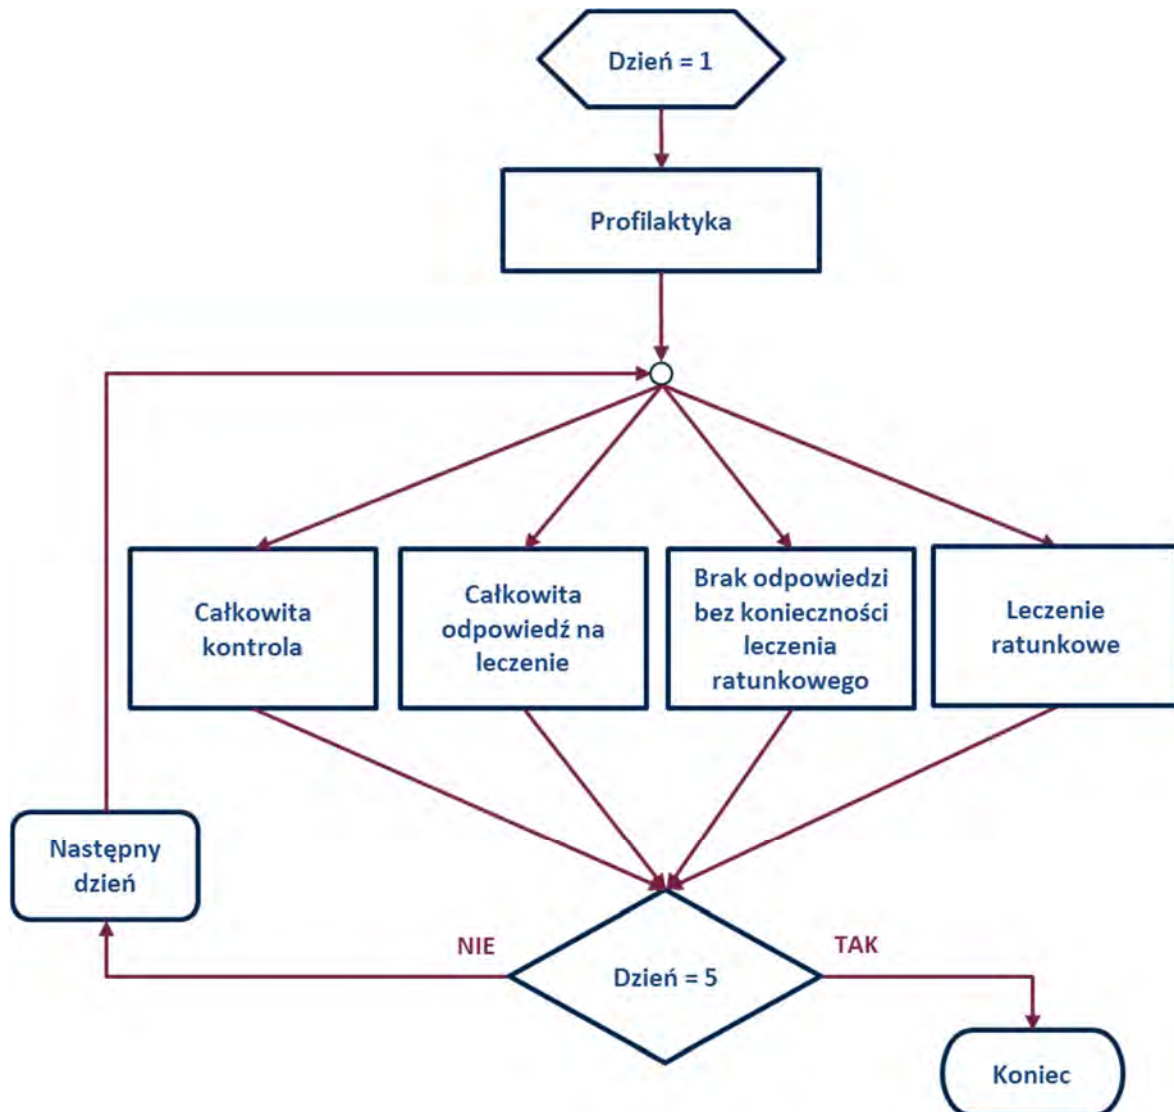 Dzień = 1
Profilaktyka
Całkowita
kontrola
Całkowita
odpowiedź na
leczenie
Brak odpowiedzi
bez konieczności
leczenia
ratunkowego
Leczenie
ratunkowe
Następny
dzień
NIE
TAK
Dzień = 5
Koniec